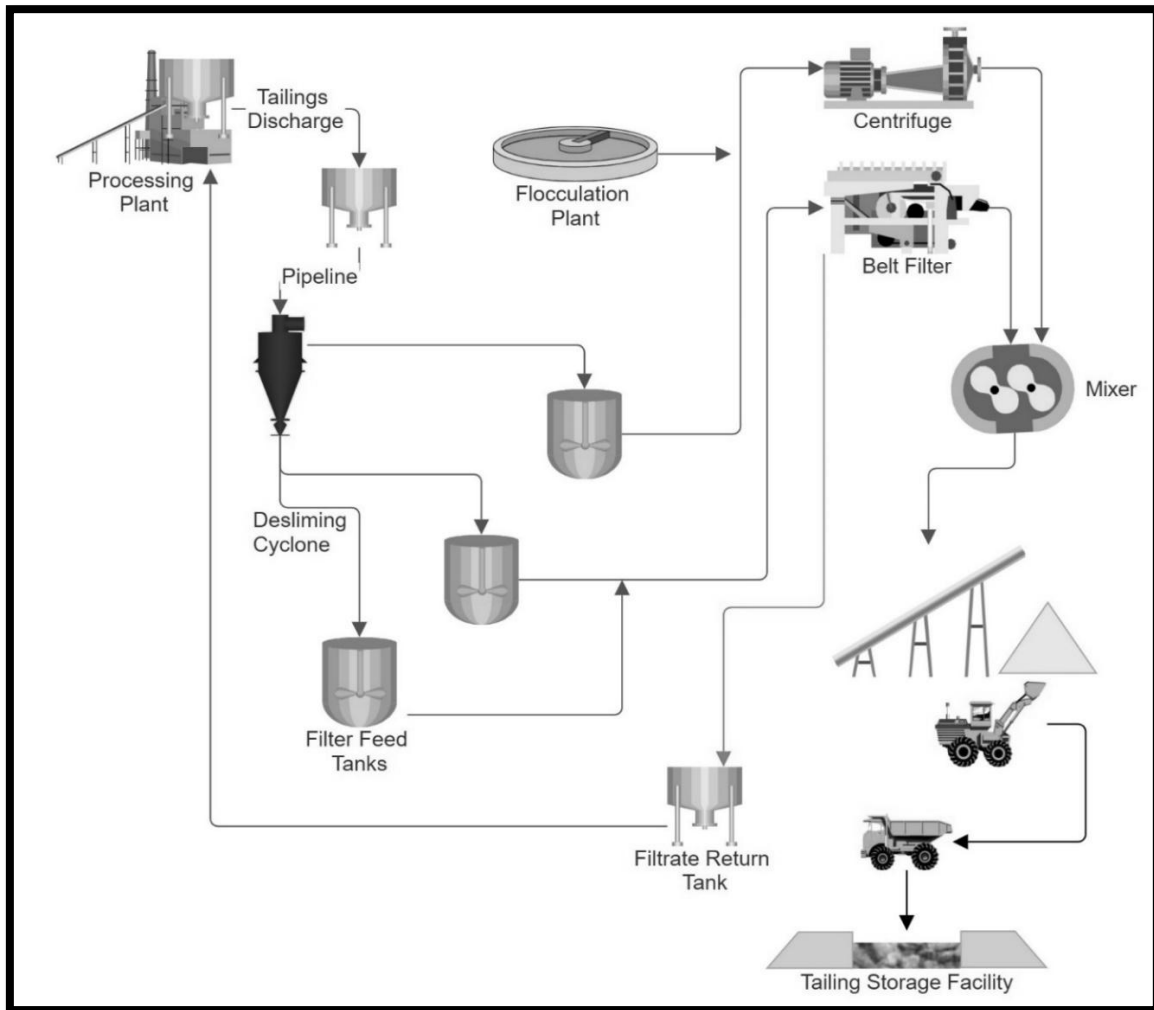 Tailings
Discharge
Processing
Plant
Centrifuge
Flocculation
Plant
Belt Filter
Pipeline
Mixer
Desliming
Cyclone
Filter Feed
Tanks
Filtrate Return
Tank
Tailing Storage Facility